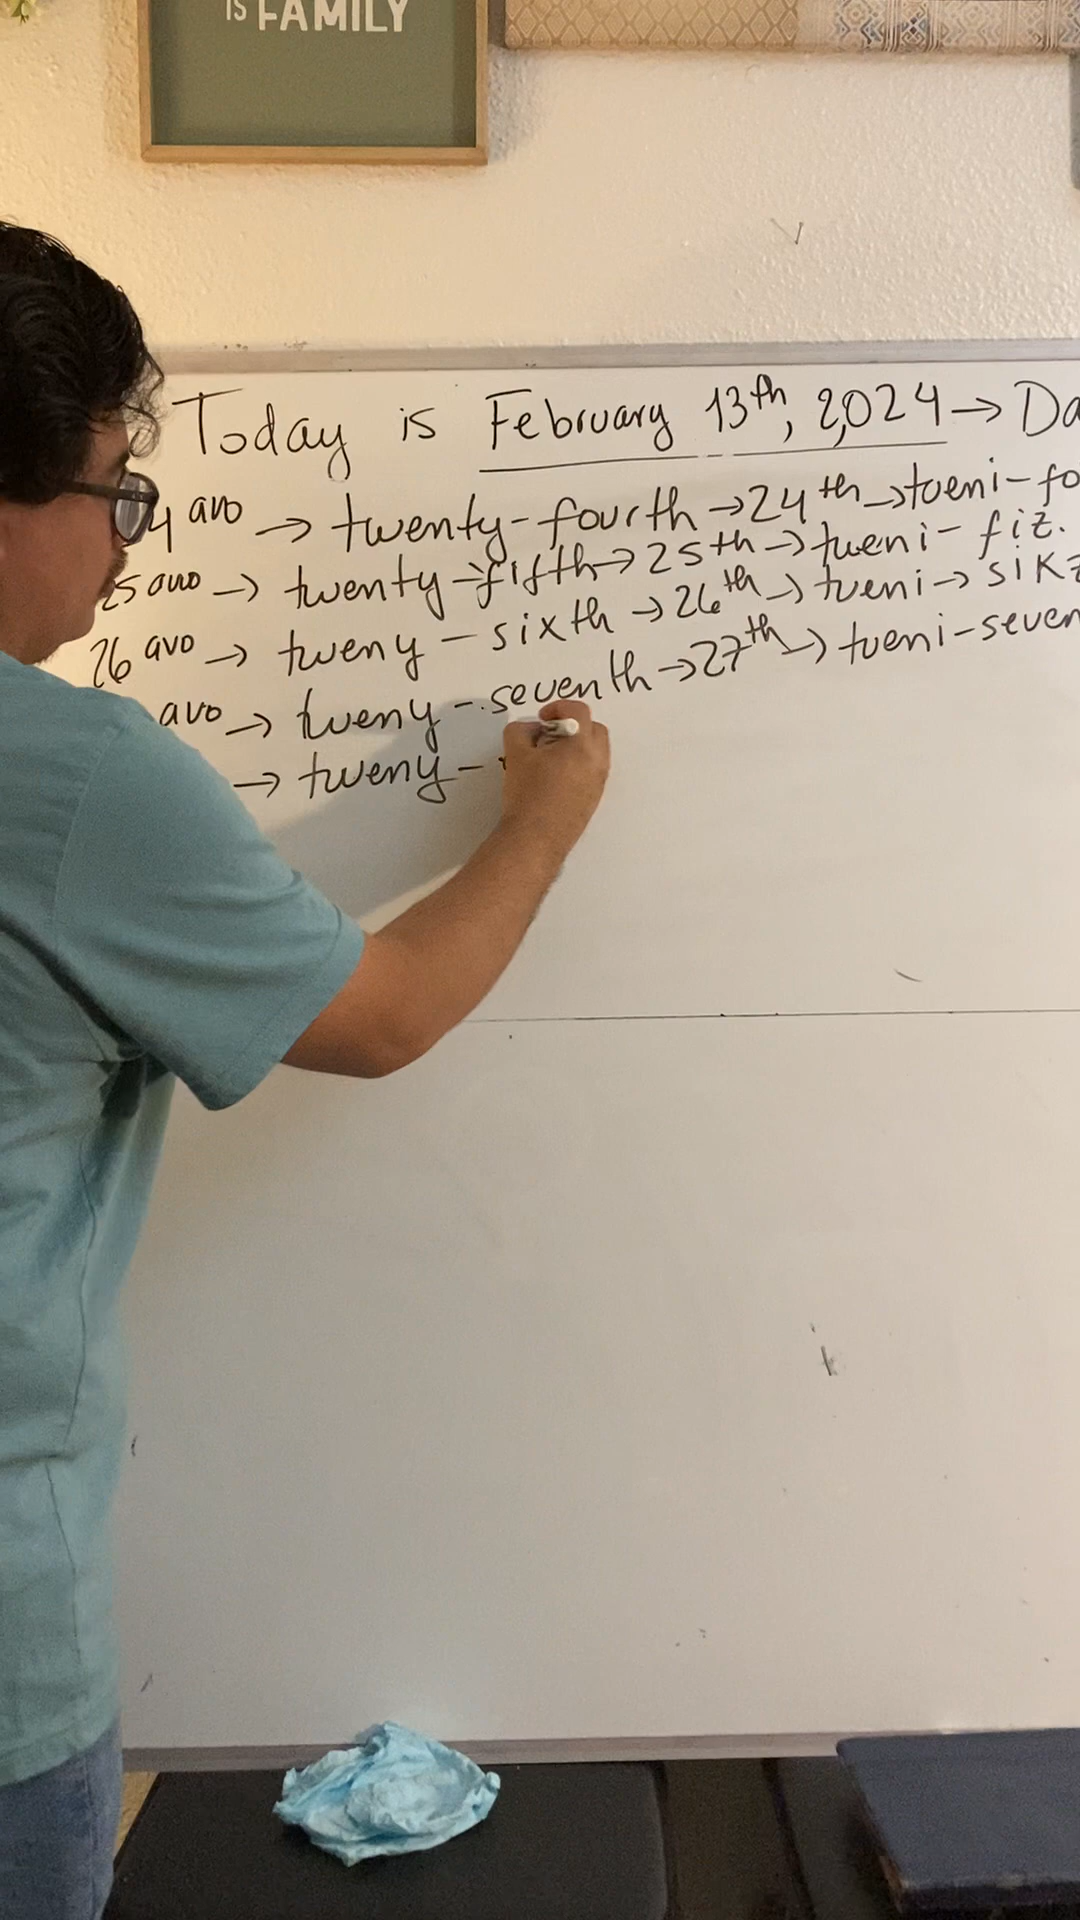 IS FAMILY
Today is February 13th, 2,024 → Da
4 avo → twenty-fourth → 24th → tueni-fo
25 avo → twenty-fifth → 25th → tueni-fiz.
26 avo → tweny-sixth → 26th → tueni → sikz
avo → tweny-seventh → 27th → tueni-seven
→ tweny-